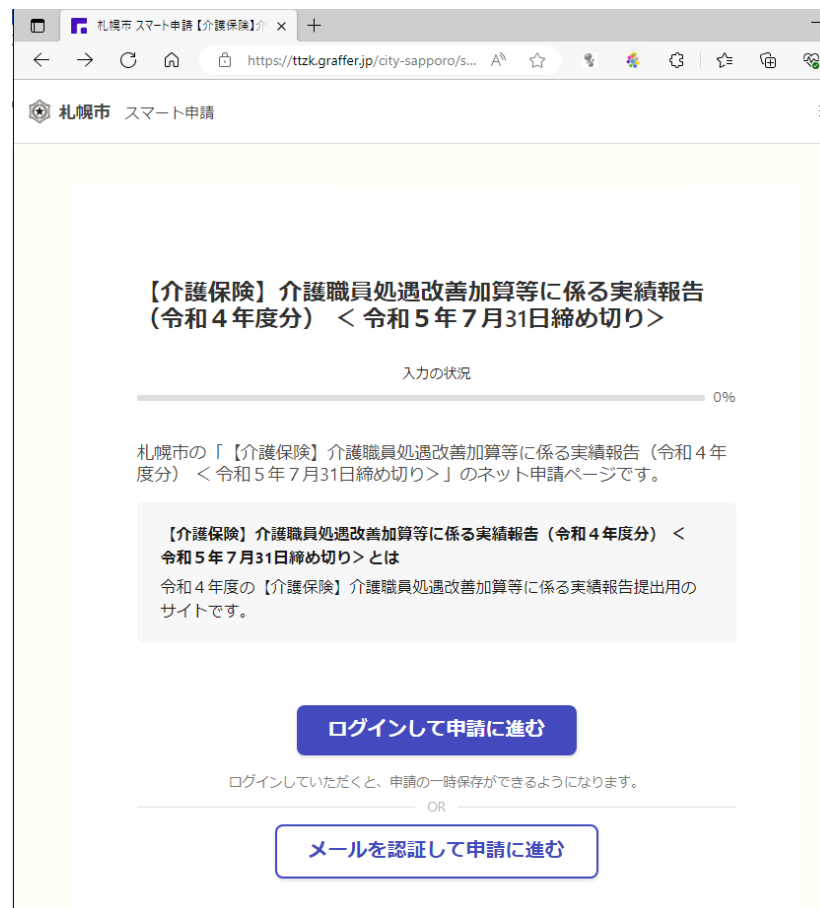 札幌市 スマート申請【介護保険】介
https://ttzk.graffer.jp/city-sapporo/s...
札幌市 スマート申請
【介護保険】介護職員処遇改善加算等に係る実績報告
（令和４年度分） ＜ 令和５年７月31日締め切り＞
入力の状況
0%
札幌市の「【介護保険】介護職員処遇改善加算等に係る実績報告（令和４年
度分） ＜ 令和５年７月31日締め切り＞」のネット申請ページです。
【介護保険】介護職員処遇改善加算等に係る実績報告（令和４年度分） ＜
令和５年７月31日締め切り＞とは
令和４年度の【介護保険】介護職員処遇改善加算等に係る実績報告提出用の
サイトです。
ログインして申請に進む
ログインしていただくと、申請の一時保存ができるようになります。
OR
メールを認証して申請に進む